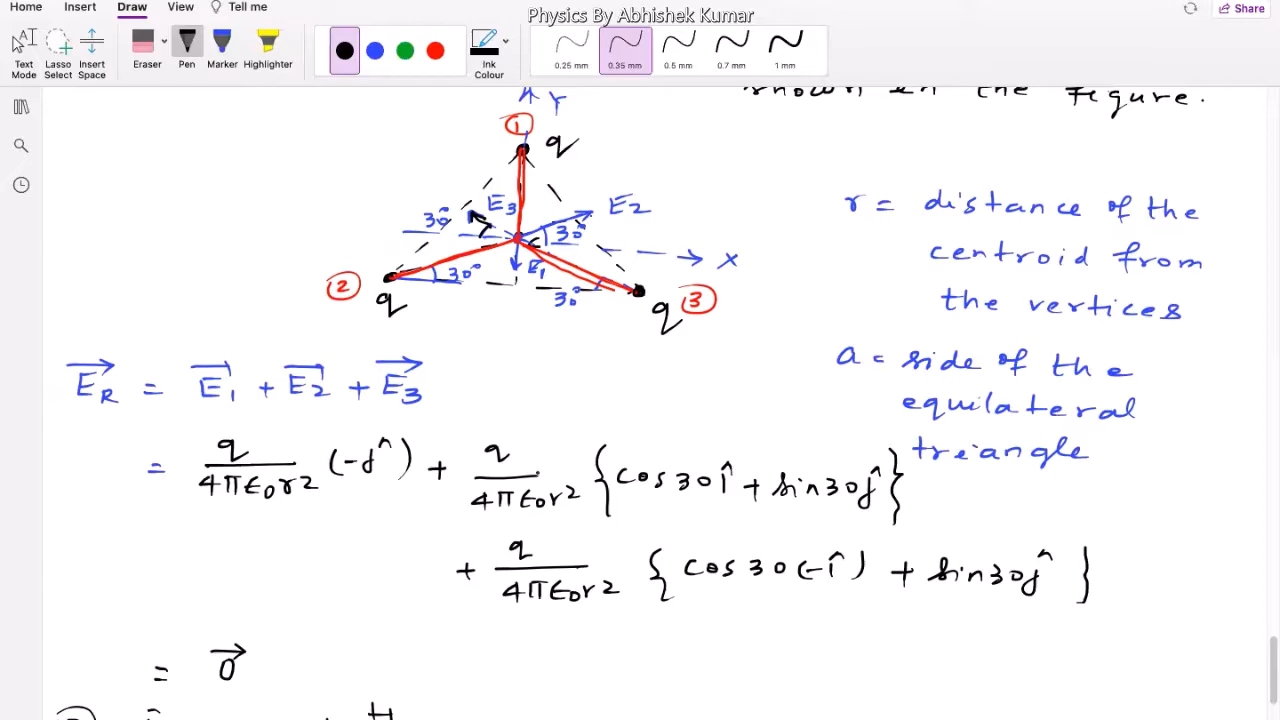 Home Insert Draw View Tell me
Physics By Abhishek Kumar
Share
Text Mode
Lasso Select
Insert Space
Eraser
Pen
Marker
Highlighter
Ink Colour
0.25 mm
0.35 mm
0.5 mm
0.7 mm
1 mm
shown in the figure.
Y
1
q
E3
E2
30°
30°
C
X
E1
2
30°
30°
q
q
3
r = distance of the
centroid from
the vertices
a = side of the
equilateral
triangle
E⃗R = E⃗1 + E⃗2 + E⃗3
= q/4πε0r2 (-ĵ) + q/4πε0r2 {cos30î + sin30ĵ}
+ q/4πε0r2 {cos30(-î) + sin30ĵ}
= 0⃗